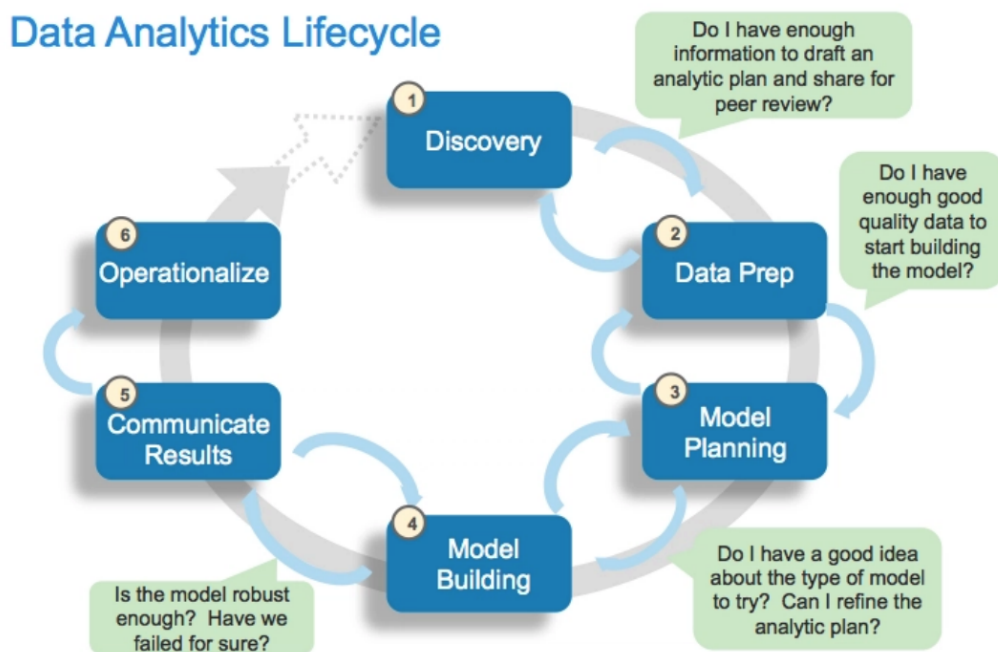 Data Analytics Lifecycle
Do I have enough
information to draft an
analytic plan and share for
peer review?
1
Discovery
Do I have
enough good
quality data to
start building
the model?
2
Data Prep
6
Operationalize
3
Model
Planning
5
Communicate
Results
4
Model
Building
Do I have a good idea
about the type of model
to try? Can I refine the
analytic plan?
Is the model robust
enough? Have we
failed for sure?